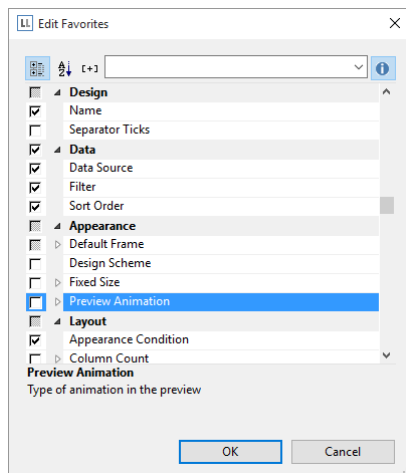 LL Edit Favorites
A
Z [+]
Design
Name
Separator Ticks
Data
Data Source
Filter
Sort Order
Appearance
Default Frame
Design Scheme
Fixed Size
Preview Animation
Layout
Appearance Condition
Column Count
Preview Animation
Type of animation in the preview
OK Cancel